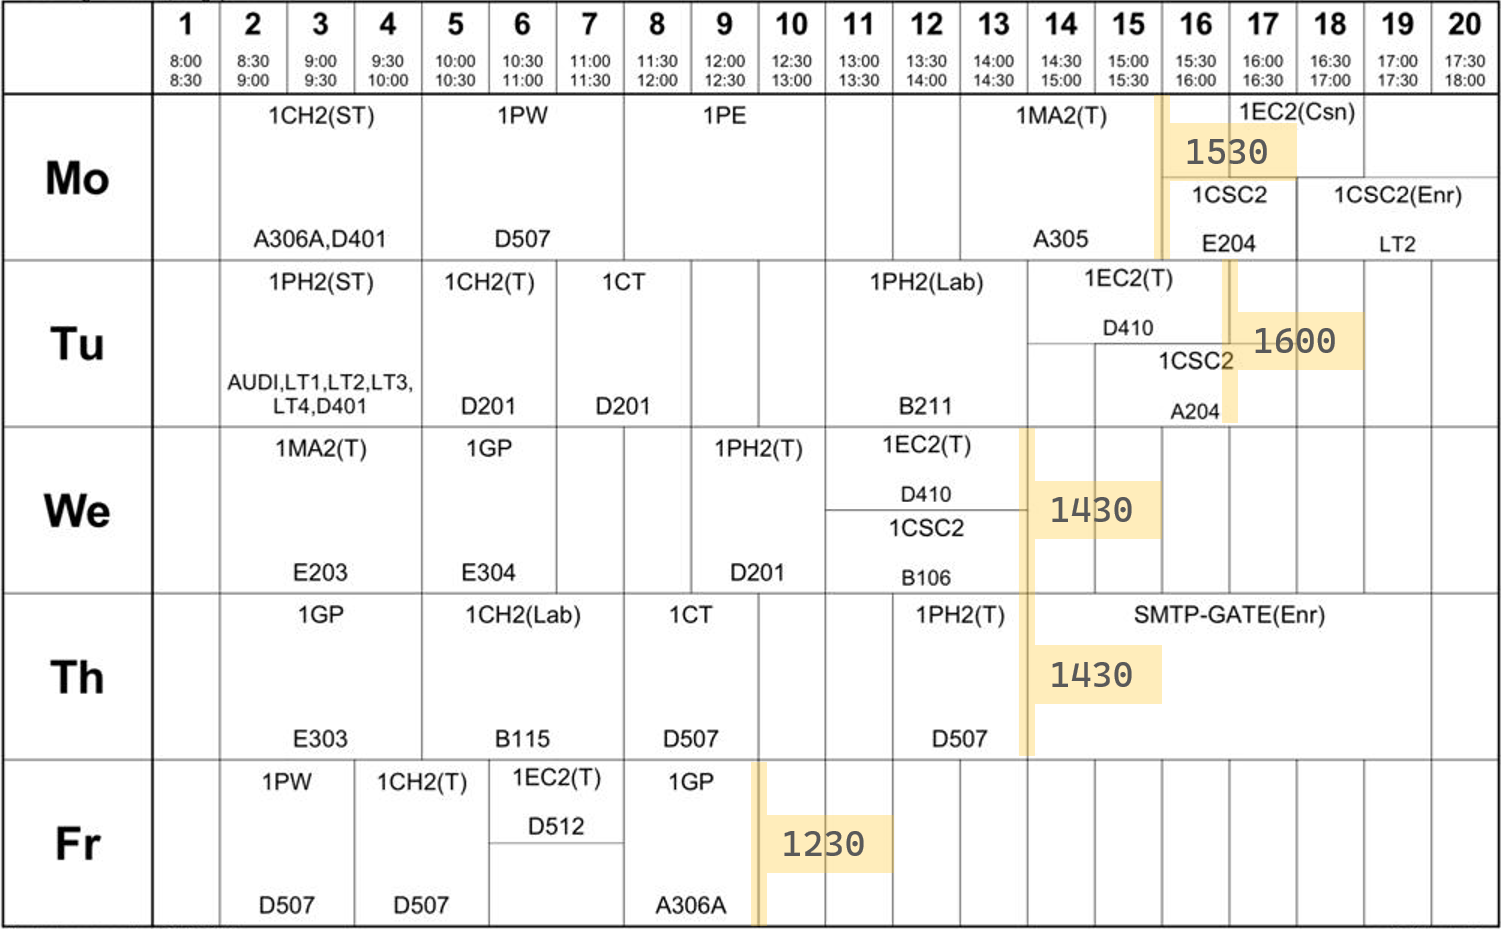 1 2 3 4 5 6 7 8 9 10 11 12 13 14 15 16 17 18 19 20
8:00 8:30 9:00 9:30 10:00 10:30 11:00 11:30 12:00 12:30 13:00 13:30 14:00 14:30 15:00 15:30 16:00 16:30 17:00 17:30
8:30 9:00 9:30 10:00 10:30 11:00 11:30 12:00 12:30 13:00 13:30 14:00 14:30 15:00 15:30 16:00 16:30 17:00 17:30 18:00
Mo
1CH2(ST) 1PW 1PE 1MA2(T) 1EC2(Csn)
1530
1CSC2 1CSC2(Enr)
A306A,D401 D507 A305 E204 LT2
Tu
1PH2(ST) 1CH2(T) 1CT 1PH2(Lab) 1EC2(T)
D410
1600
1CSC2
AUDI,LT1,LT2,LT3,
LT4,D401 D201 D201 B211 A204
We
1MA2(T) 1GP 1PH2(T) 1EC2(T)
D410
1430
1CSC2
E203 E304 D201 B106
Th
1GP 1CH2(Lab) 1CT 1PH2(T) SMTP-GATE(Enr)
1430
E303 B115 D507 D507
Fr
1PW 1CH2(T) 1EC2(T) 1GP
D512
1230
D507 D507 A306A